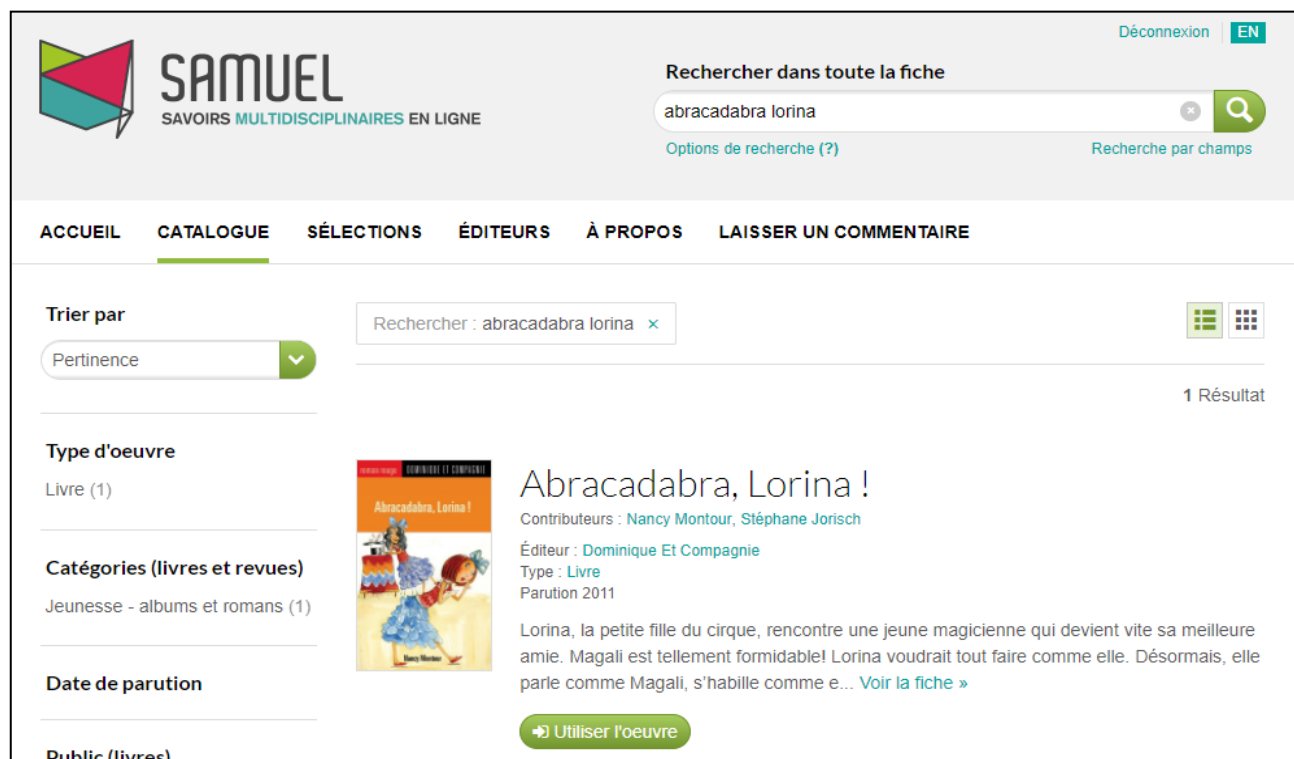 Déconnexion EN
SAMUEL
SAVOIRS MULTIDISCIPLINAIRES EN LIGNE
Rechercher dans toute la fiche
abracadabra lorina
Options de recherche (?) Recherche par champs
ACCUEIL CATALOGUE SÉLECTIONS ÉDITEURS À PROPOS LAISSER UN COMMENTAIRE
Trier par
Pertinence
Rechercher : abracadabra lorina ×
1 Résultat
Type d'oeuvre
Livre (1)
Catégories (livres et revues)
Jeunesse - albums et romans (1)
Date de parution
Public (livres)
roman rouge DOMINIQUE ET COMPAGNIE
Abracadabra, Lorina !
Nancy Montour
Abracadabra, Lorina !
Contributeurs : Nancy Montour, Stéphane Jorisch
Éditeur : Dominique Et Compagnie
Type : Livre
Parution 2011
Lorina, la petite fille du cirque, rencontre une jeune magicienne qui devient vite sa meilleure
amie. Magali est tellement formidable! Lorina voudrait tout faire comme elle. Désormais, elle
parle comme Magali, s'habille comme e... Voir la fiche »
Utiliser l'oeuvre